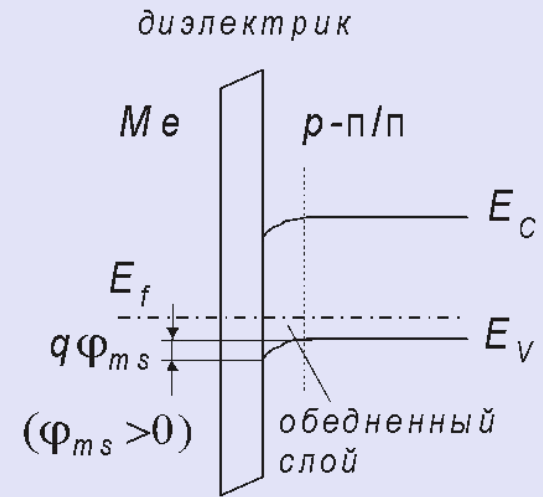 диэлектрик
Me
p-п/п
E_C
E_f
qφ_ms
E_V
(φ_ms >0)
обедненный
слой